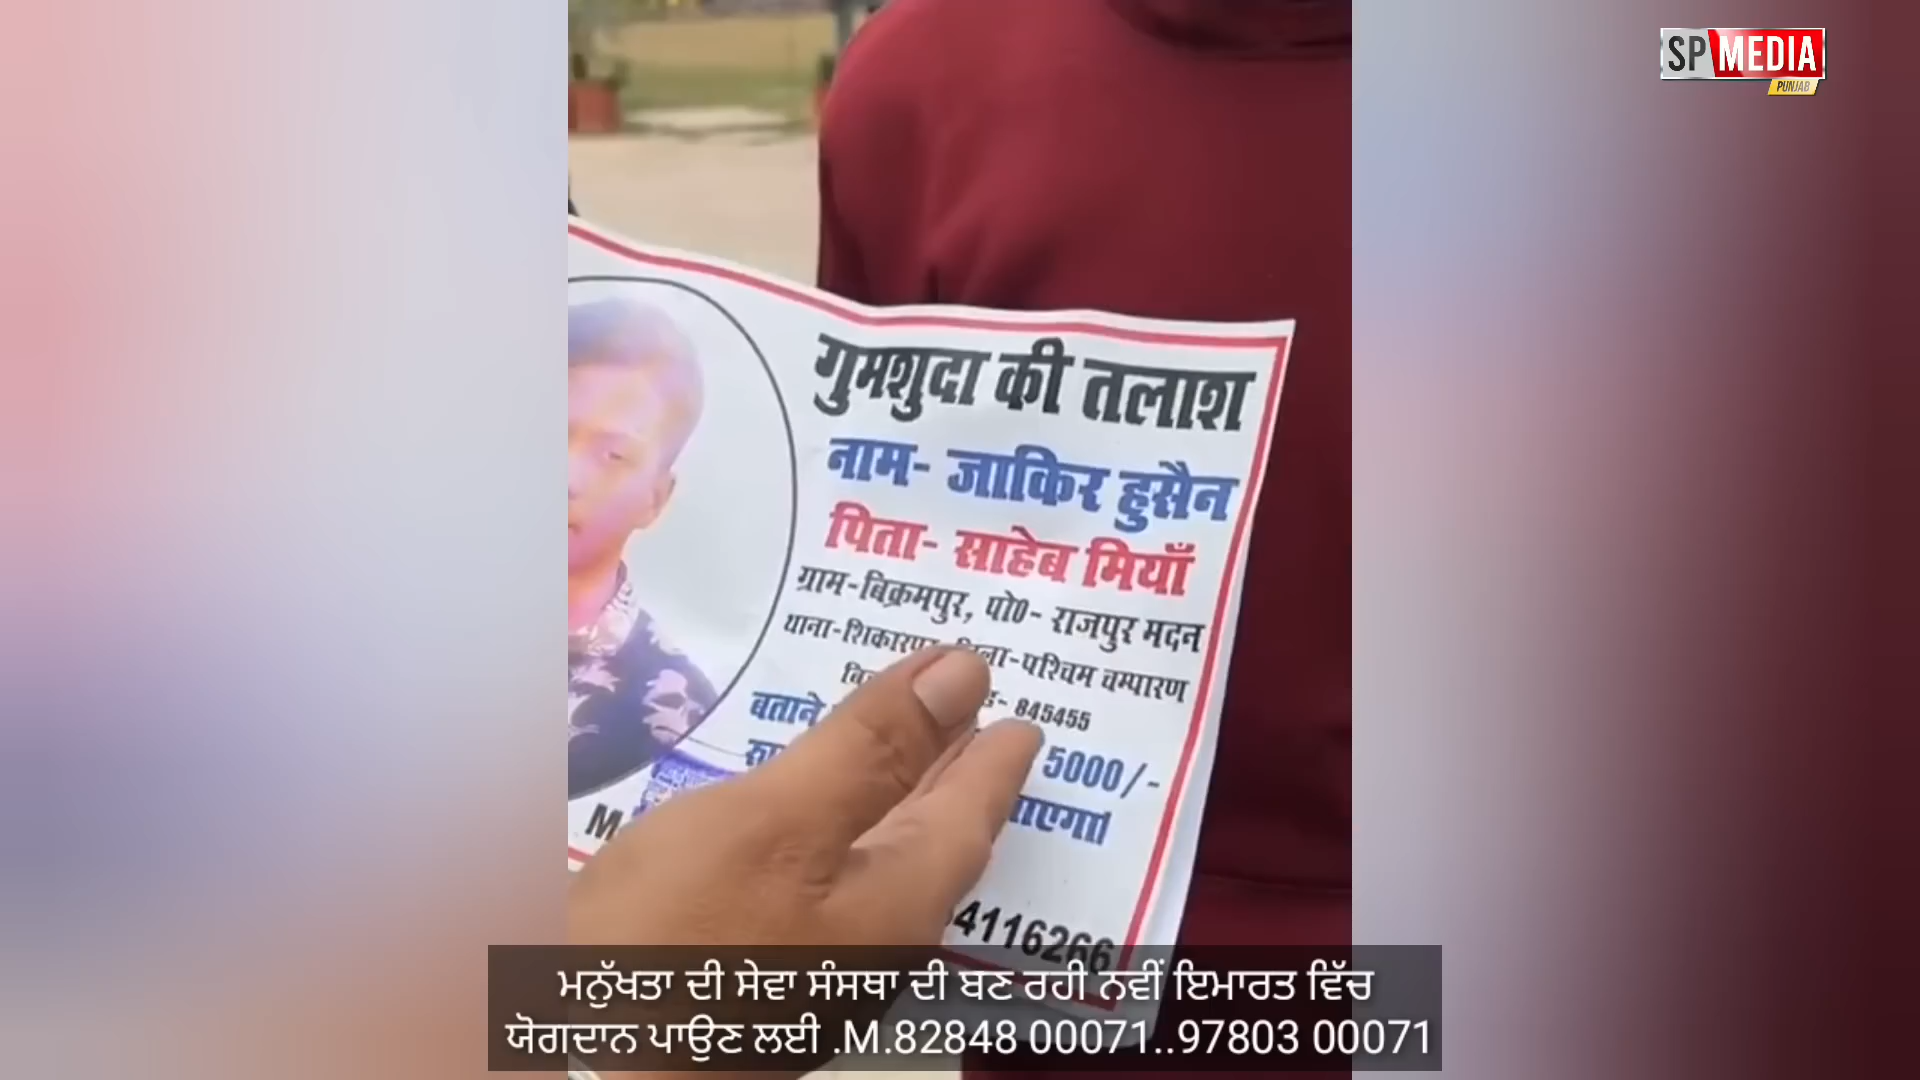 SP MEDIA
PUNJAB
गुमशुदा की तलाश
नाम- जाकिर हुसैन
पिता- साहेब मियाँ
ग्राम-बिक्रमपुर, पो0- राजपुर मदन
थाना- -पश्चिम चम्पारण
845455
बताने 5000/-
4116266
ਮਨੁੱਖਤਾ ਦੀ ਸੇਵਾ ਸੰਸਥਾ ਦੀ ਬਣ ਰਹੀ ਨਵੀਂ ਇਮਾਰਤ ਵਿੱਚ
ਯੋਗਦਾਨ ਪਾਉਣ ਲਈ .M.82848 00071..97803 00071